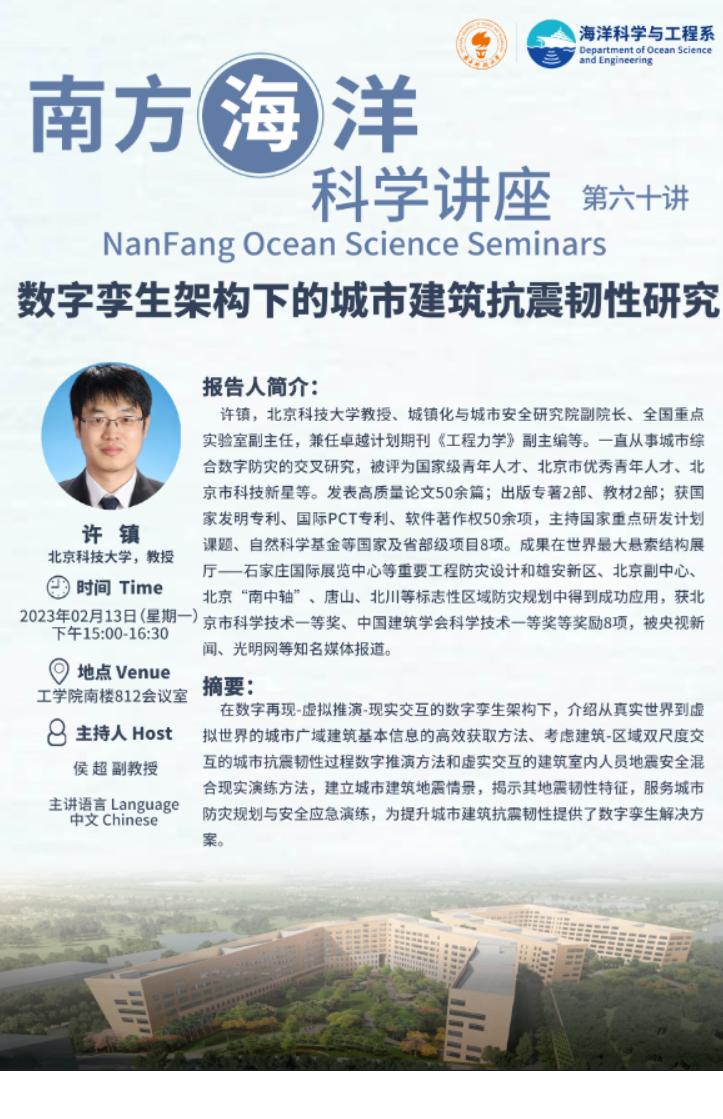 海洋科学与工程系
Department of Ocean Science
and Engineering
南方海洋
科学讲座 第六十讲
NanFang Ocean Science Seminars
数字孪生架构下的城市建筑抗震韧性研究
许 镇
北京科技大学，教授
时间 Time
2023年02月13日（星期一）
下午15:00-16:30
地点 Venue
工学院南楼812会议室
主持人 Host
侯 超 副教授
主讲语言 Language
中文 Chinese
报告人简介：
许镇，北京科技大学教授、城镇化与城市安全研究院副院长、全国重点
实验室副主任，兼任卓越计划期刊《工程力学》副主编等。一直从事城市综
合数字防灾的交叉研究，被评为国家级青年人才、北京市优秀青年人才、北
京市科技新星等。发表高质量论文50余篇；出版专著2部、教材2部；获国
家发明专利、国际PCT专利、软件著作权50余项，主持国家重点研发计划
课题、自然科学基金等国家及省部级项目8项。成果在世界最大悬索结构展
厅——石家庄国际展览中心等重要工程防灾设计和雄安新区、北京副中心、
北京“南中轴”、唐山、北川等标志性区域防灾规划中得到成功应用，获北
京市科学技术一等奖、中国建筑学会科学技术一等奖等奖励8项，被央视新
闻、光明网等知名媒体报道。
摘要：
在数字再现-虚拟推演-现实交互的数字孪生架构下，介绍从真实世界到虚
拟世界的城市广域建筑基本信息的高效获取方法、考虑建筑-区域双尺度交
互的城市抗震韧性过程数字推演方法和虚实交互的建筑室内人员地震安全混
合现实演练方法，建立城市建筑地震情景，揭示其地震韧性特征，服务城市
防灾规划与安全应急演练，为提升城市建筑抗震韧性提供了数字孪生解决方
案。